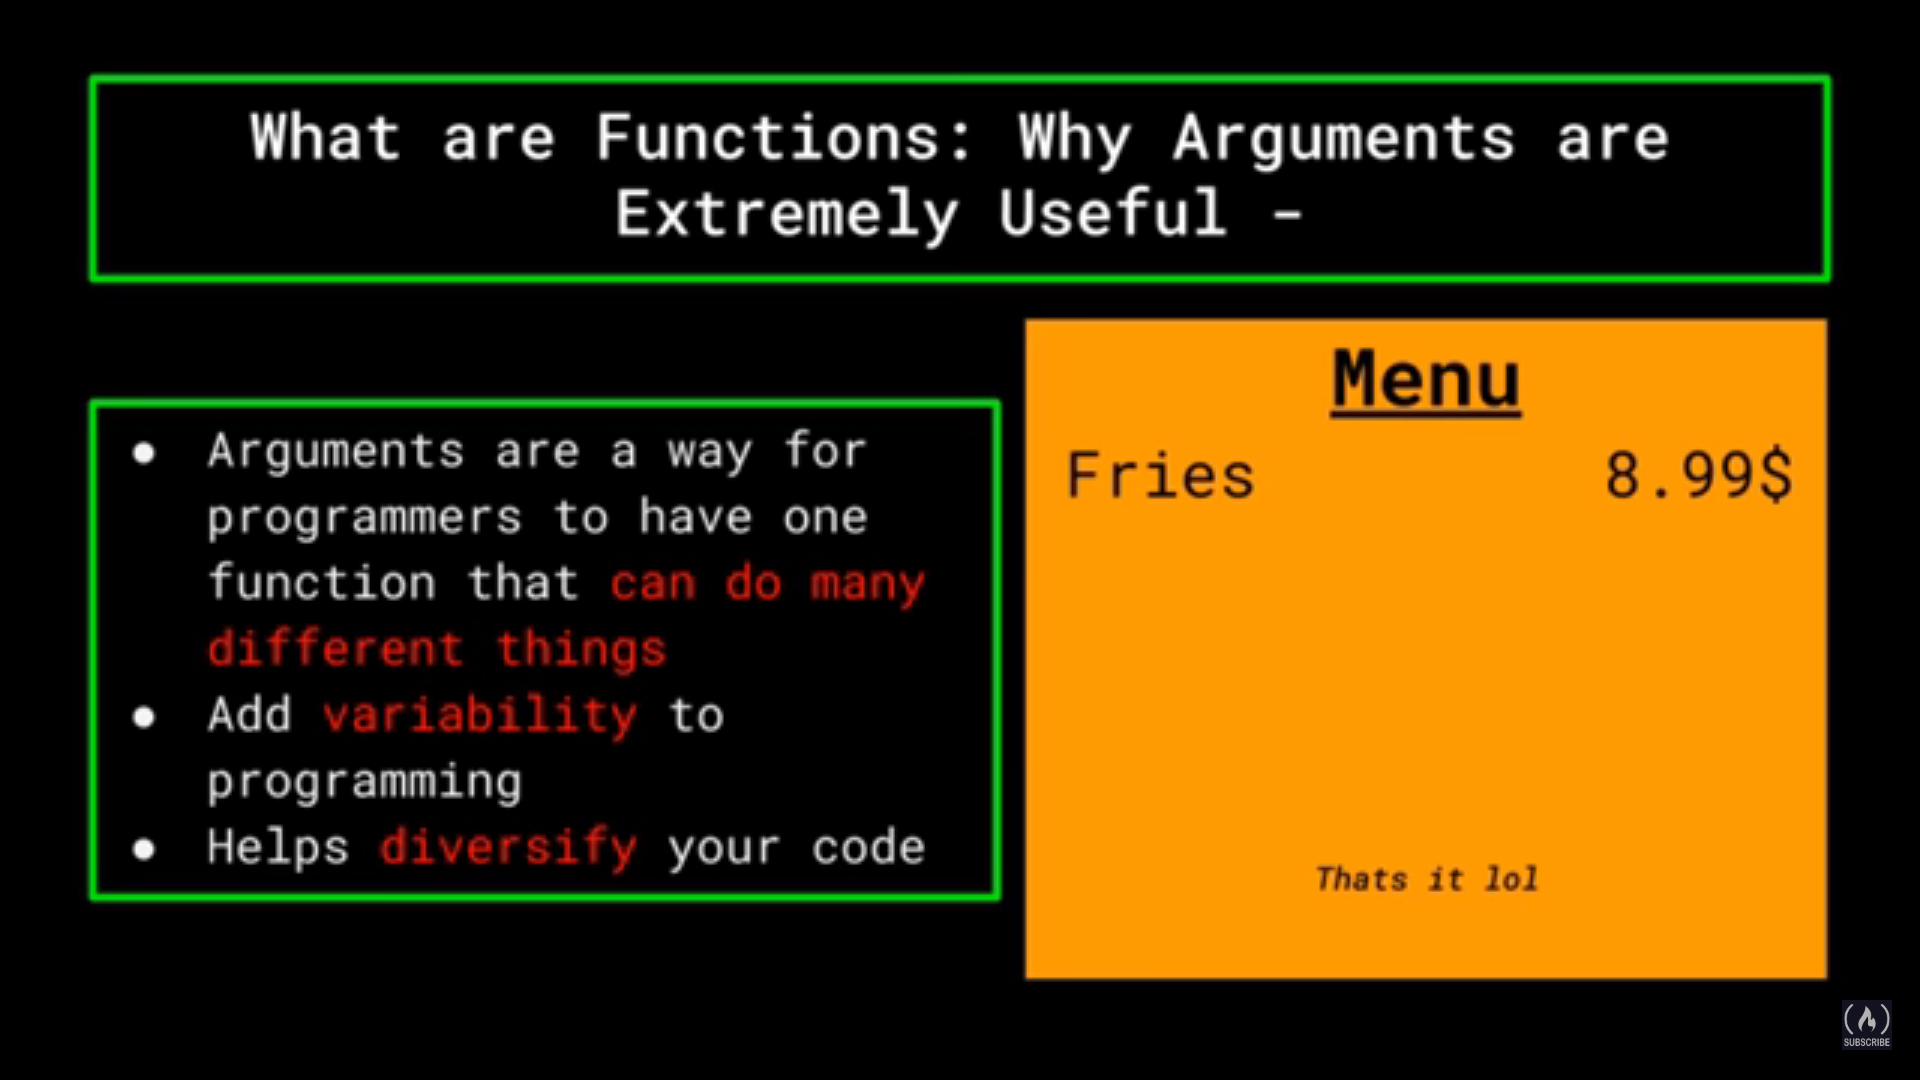 What are Functions: Why Arguments are
Extremely Useful -
● Arguments are a way for
programmers to have one
function that can do many
different things
● Add variability to
programming
● Helps diversify your code
Menu
Fries 8.99$
Thats it lol
SUBSCRIBE